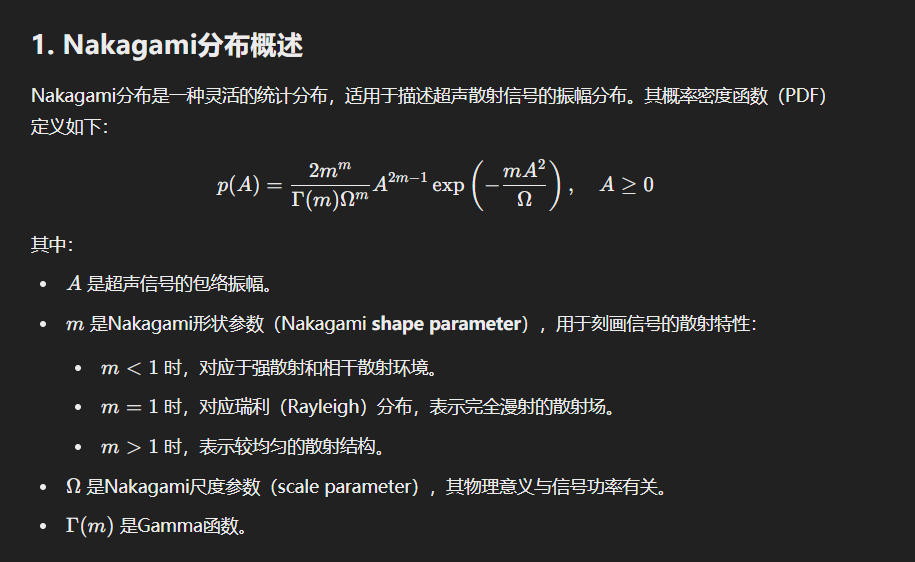 1. Nakagami分布概述
Nakagami分布是一种灵活的统计分布，适用于描述超声散射信号的振幅分布。其概率密度函数（PDF）
定义如下：
p(A) = \frac{2m^m}{\Gamma(m)\Omega^m} A^{2m-1} \exp\left(-\frac{mA^2}{\Omega}\right), \quad A \geq 0
其中：
• A 是超声信号的包络振幅。
• m 是Nakagami形状参数（Nakagami shape parameter），用于刻画信号的散射特性：
• m < 1 时，对应于强散射和相干散射环境。
• m = 1 时，对应瑞利（Rayleigh）分布，表示完全漫射的散射场。
• m > 1 时，表示较均匀的散射结构。
• Ω 是Nakagami尺度参数（scale parameter），其物理意义与信号功率有关。
• Γ(m) 是Gamma函数。